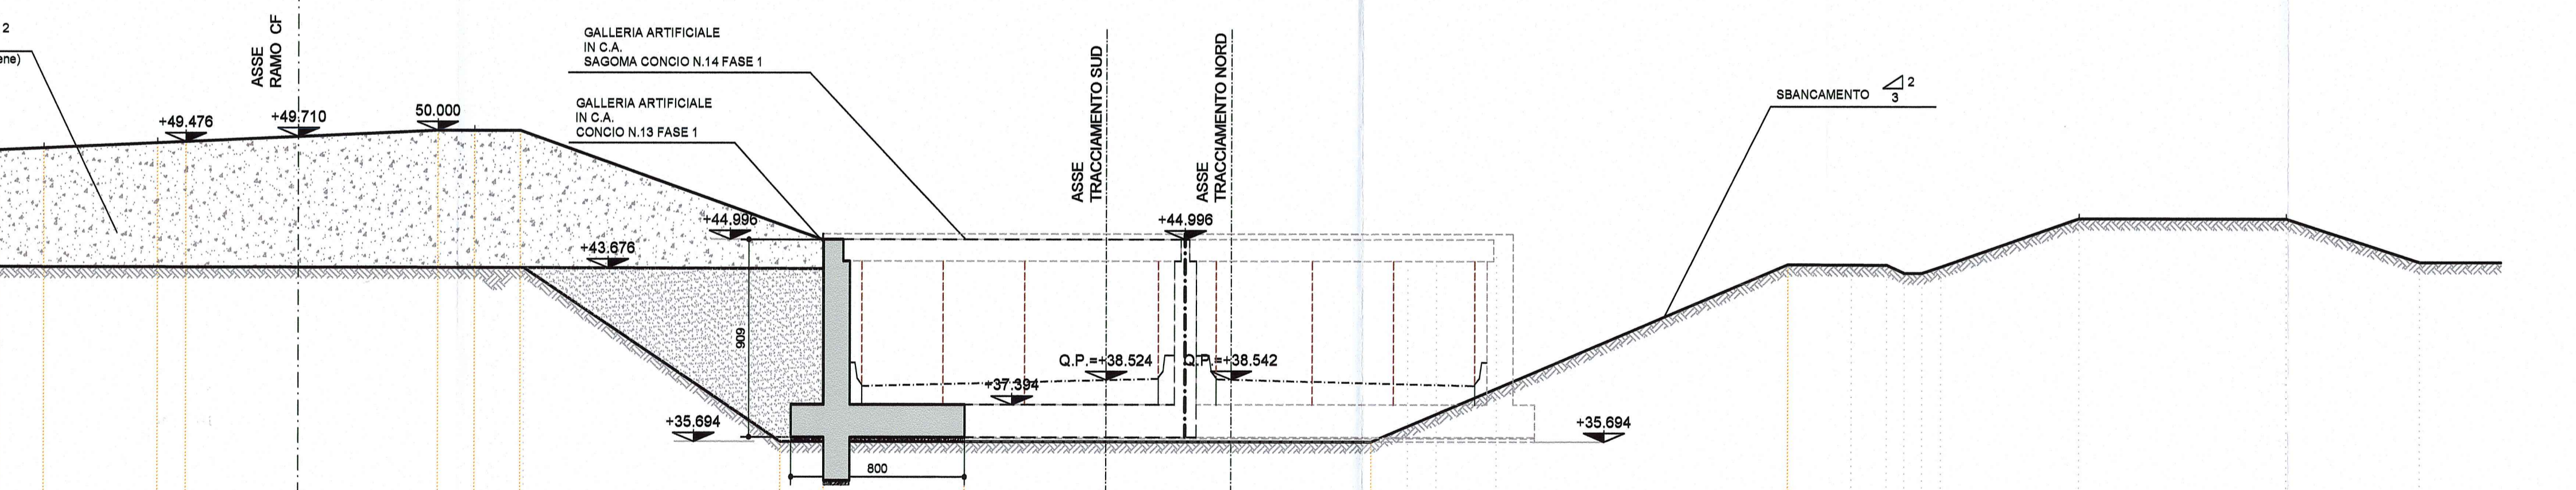 2
ene)
ASSE
RAMO CF
+49.476
+49.710
50.000
GALLERIA ARTIFICIALE
IN C.A.
SAGOMA CONCIO N.14 FASE 1
GALLERIA ARTIFICIALE
IN C.A.
CONCIO N.13 FASE 1
ASSE
TRACCIAMENTO SUD
ASSE
TRACCIAMENTO NORD
SBANCAMENTO 2
3
+44.996
+44.996
+43.676
909
Q.P.=+38.524
Q.P.=+38.542
+37.394
+35.694
+35.694
800